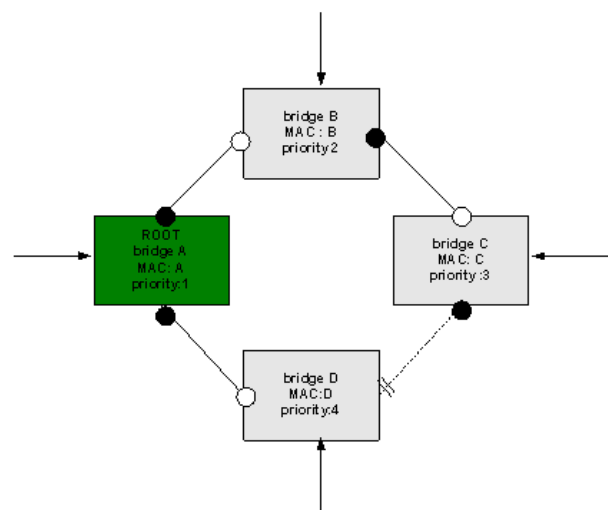 bridge B
MAC : B
priority:2
ROOT
bridge A
MAC: A
priority:1
bridge C
MAC: C
priority :3
bridge D
MAC:D
priority:4